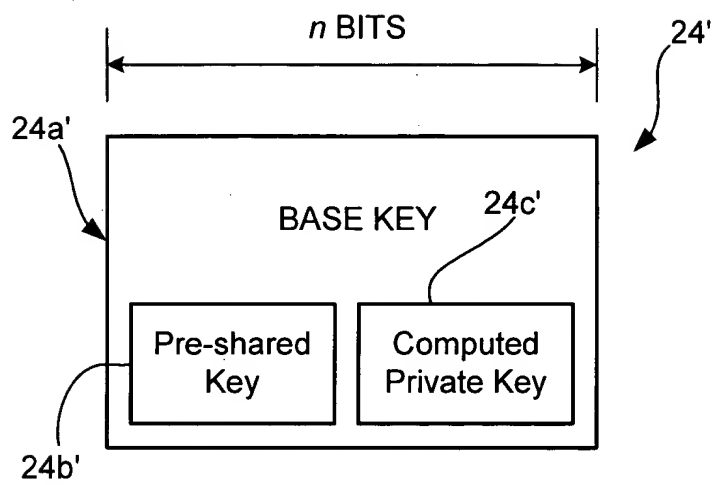 n BITS
24'
24a'
BASE KEY
24c'
Pre-shared
Key
Computed
Private Key
24b'